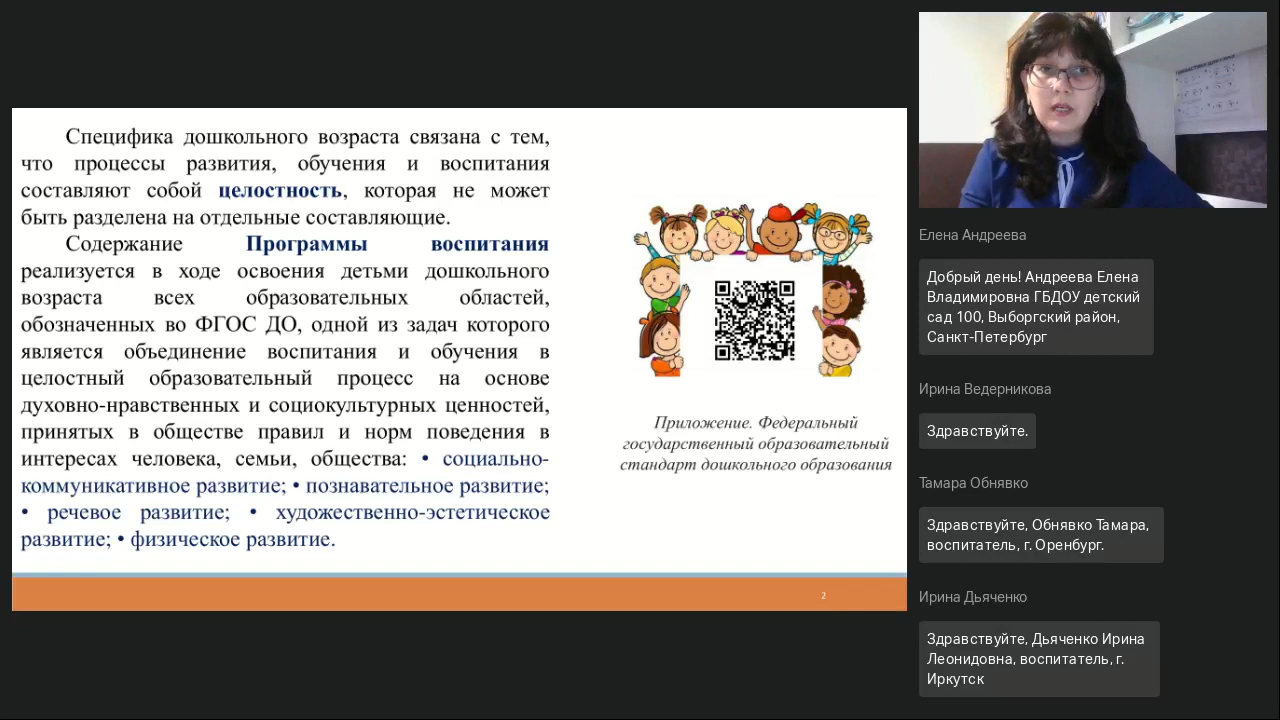 Специфика дошкольного возраста связана с тем,
что процессы развития, обучения и воспитания
составляют собой целостность, которая не может
быть разделена на отдельные составляющие.
Содержание Программы воспитания
реализуется в ходе освоения детьми дошкольного
возраста всех образовательных областей,
обозначенных во ФГОС ДО, одной из задач которого
является объединение воспитания и обучения в
целостный образовательный процесс на основе
духовно-нравственных и социокультурных ценностей,
принятых в обществе правил и норм поведения в
интересах человека, семьи, общества: • социально-
коммуникативное развитие; • познавательное развитие;
• речевое развитие; • художественно-эстетическое
развитие; • физическое развитие.
Приложение. Федеральный
государственный образовательный
стандарт дошкольного образования
2
Елена Андреева
Добрый день! Андреева Елена
Владимировна ГБДОУ детский
сад 100, Выборгский район,
Санкт-Петербург
Ирина Ведерникова
Здравствуйте.
Тамара Обнявко
Здравствуйте, Обнявко Тамара,
воспитатель, г. Оренбург.
Ирина Дьяченко
Здравствуйте, Дьяченко Ирина
Леонидовна, воспитатель, г.
Иркутск